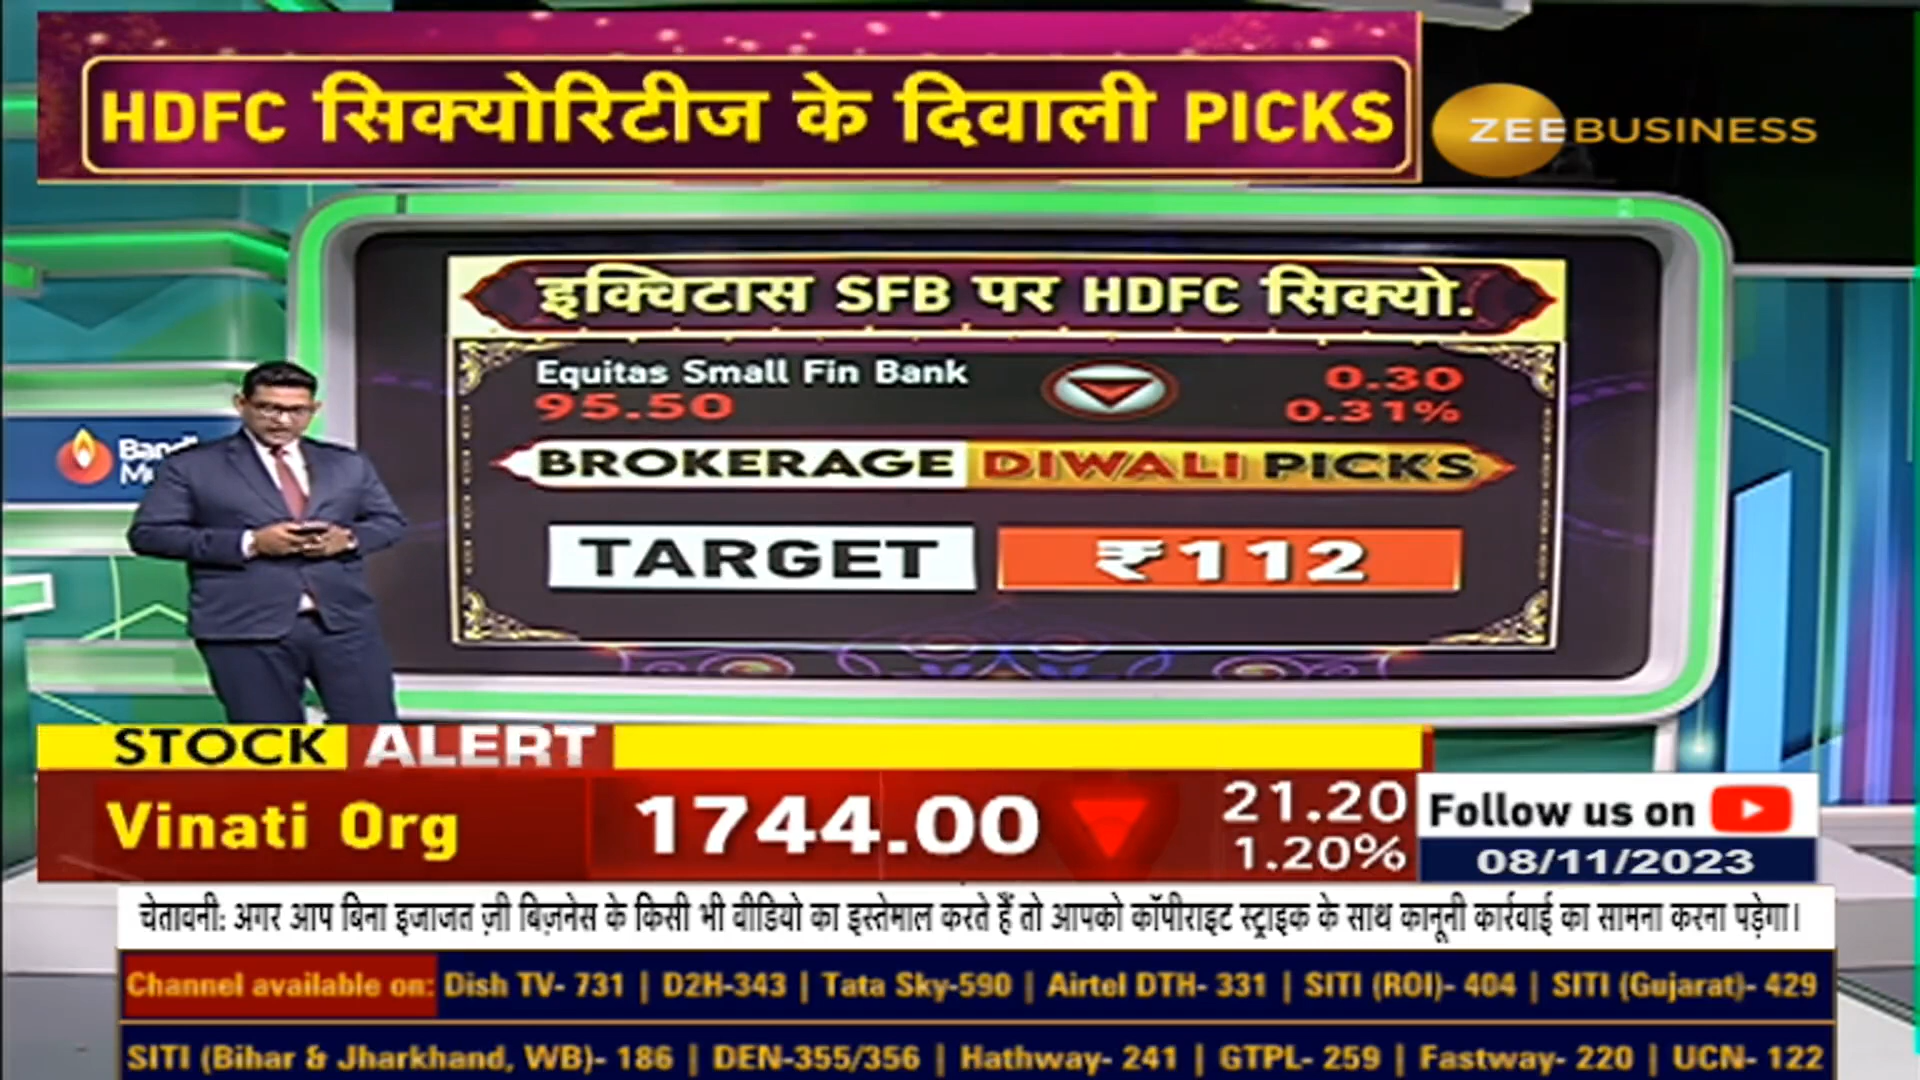 HDFC सिक्योरिटीज के दिवाली PICKS
ZEEBUSINESS
इक्विटास SFB पर HDFC सिक्यो.
Equitas Small Fin Bank
0.30
95.50
0.31%
BROKERAGE DIWALI PICKS
TARGET ₹112
STOCK ALERT
Vinati Org 1744.00
21.20
1.20%
Follow us on
08/11/2023
चेतावनी: अगर आप बिना इजाजत ज़ी बिज़नेस के किसी भी वीडियो का इस्तेमाल करते हैं तो आपको कॉपीराइट स्ट्राइक के साथ कानूनी कार्रवाई का सामना करना पड़ेगा।
Channel available on: Dish TV- 731 | D2H-343 | Tata Sky-590 | Airtel DTH- 331 | SITI (ROI)- 404 | SITI (Gujarat)- 429
SITI (Bihar & Jharkhand, WB)- 186 | DEN-355/356 | Hathway- 241 | GTPL- 259 | Fastway- 220 | UCN- 122